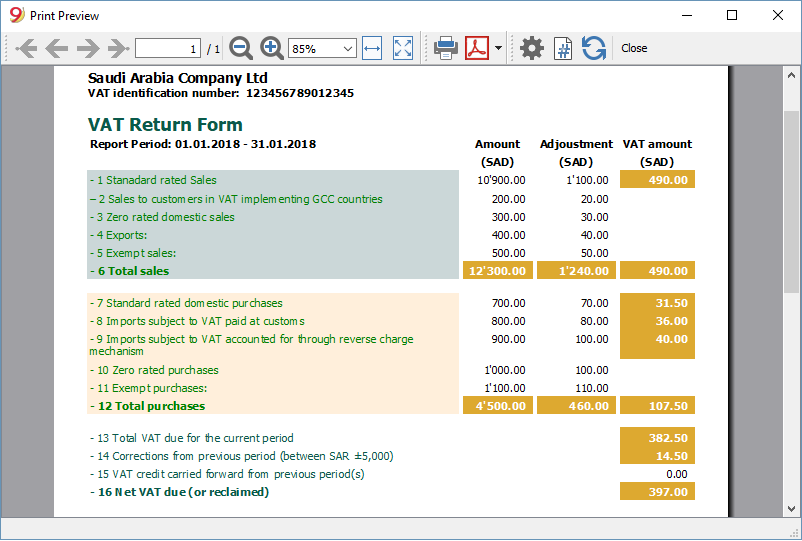 Print Preview
1 / 1 85% Close
Saudi Arabia Company Ltd
VAT identification number: 123456789012345
VAT Return Form
Report Period: 01.01.2018 - 31.01.2018 Amount Adjoustment VAT amount
(SAD) (SAD) (SAD)
- 1 Stanadard rated Sales 10'900.00 1'100.00 490.00
– 2 Sales to customers in VAT implementing GCC countries 200.00 20.00
- 3 Zero rated domestic sales 300.00 30.00
- 4 Exports: 400.00 40.00
- 5 Exempt sales: 500.00 50.00
- 6 Total sales 12'300.00 1'240.00 490.00
- 7 Standard rated domestic purchases 700.00 70.00 31.50
- 8 Imports subject to VAT paid at customs 800.00 80.00 36.00
- 9 Imports subject to VAT accounted for through reverse charge 900.00 100.00 40.00
mechanism
- 10 Zero rated purchases 1'000.00 100.00
- 11 Exempt purchases: 1'100.00 110.00
- 12 Total purchases 4'500.00 460.00 107.50
- 13 Total VAT due for the current period 382.50
- 14 Corrections from previous period (between SAR ±5,000) 14.50
- 15 VAT credit carried forward from previous period(s) 0.00
- 16 Net VAT due (or reclaimed) 397.00